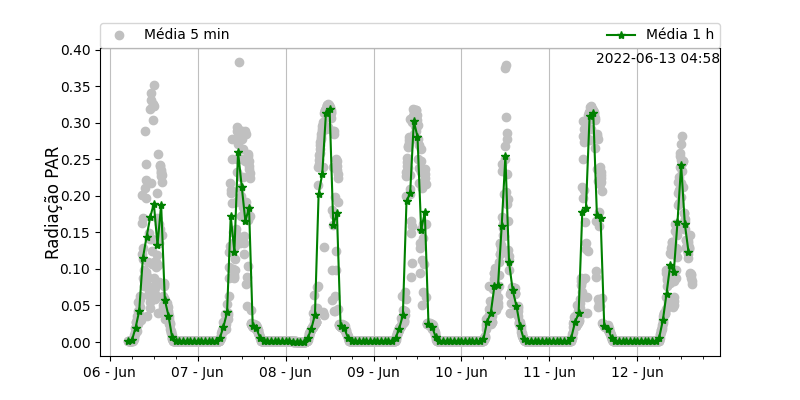 Média 5 min
Média 1 h
2022-06-13 04:58
Radiação PAR
0.40
0.35
0.30
0.25
0.20
0.15
0.10
0.05
0.00
06 - Jun
07 - Jun
08 - Jun
09 - Jun
10 - Jun
11 - Jun
12 - Jun